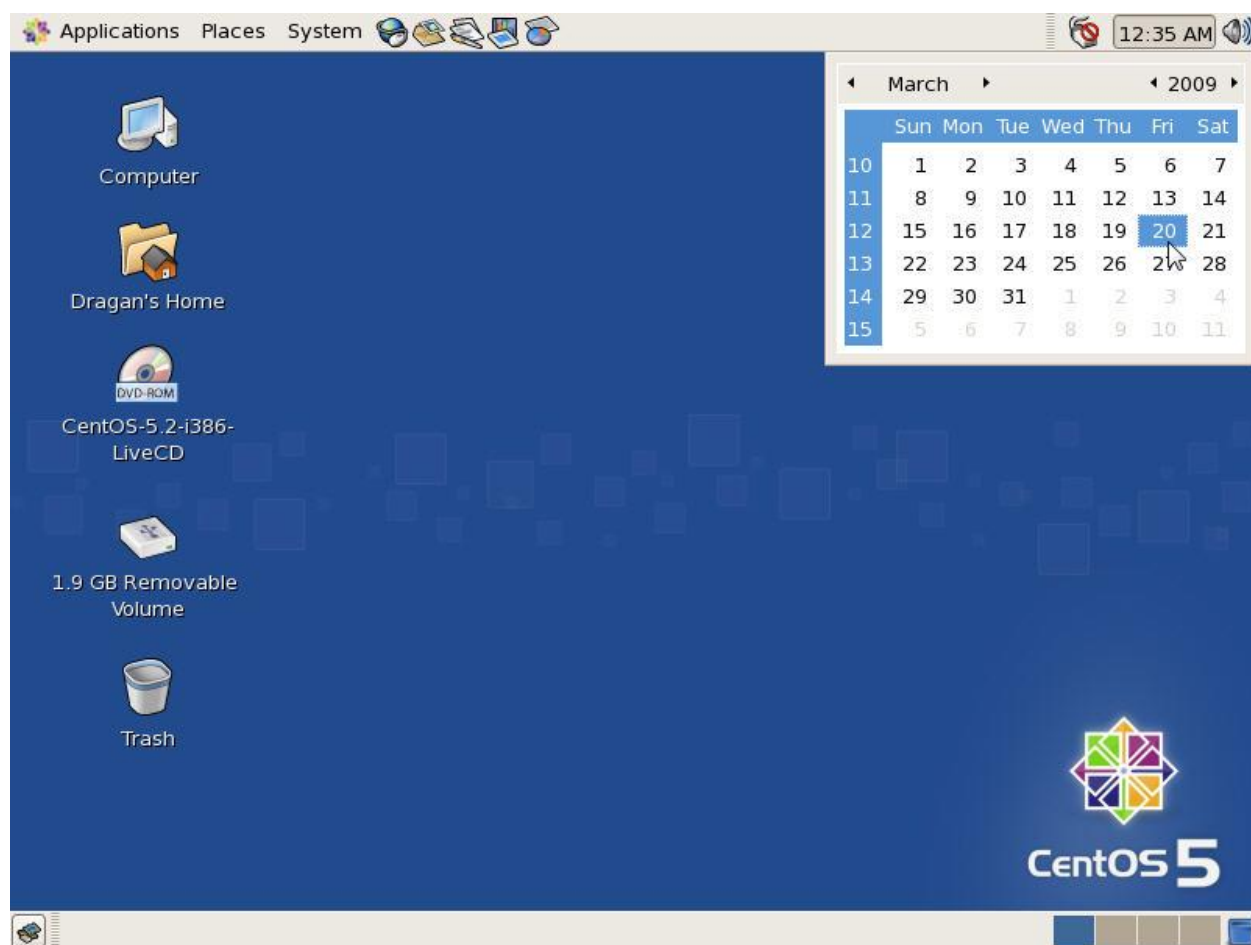 Applications Places System 12:35 AM
March 2009
Sun Mon Tue Wed Thu Fri Sat
10 1 2 3 4 5 6 7
11 8 9 10 11 12 13 14
12 15 16 17 18 19 20 21
13 22 23 24 25 26 28
14 29 30 31 1 2 3 4
15 5 6 7 8 9 10 11
Computer
Dragan's Home
DVD-ROM
CentOS-5.2-i386-
LiveCD
1.9 GB Removable
Volume
Trash
CentOS 5